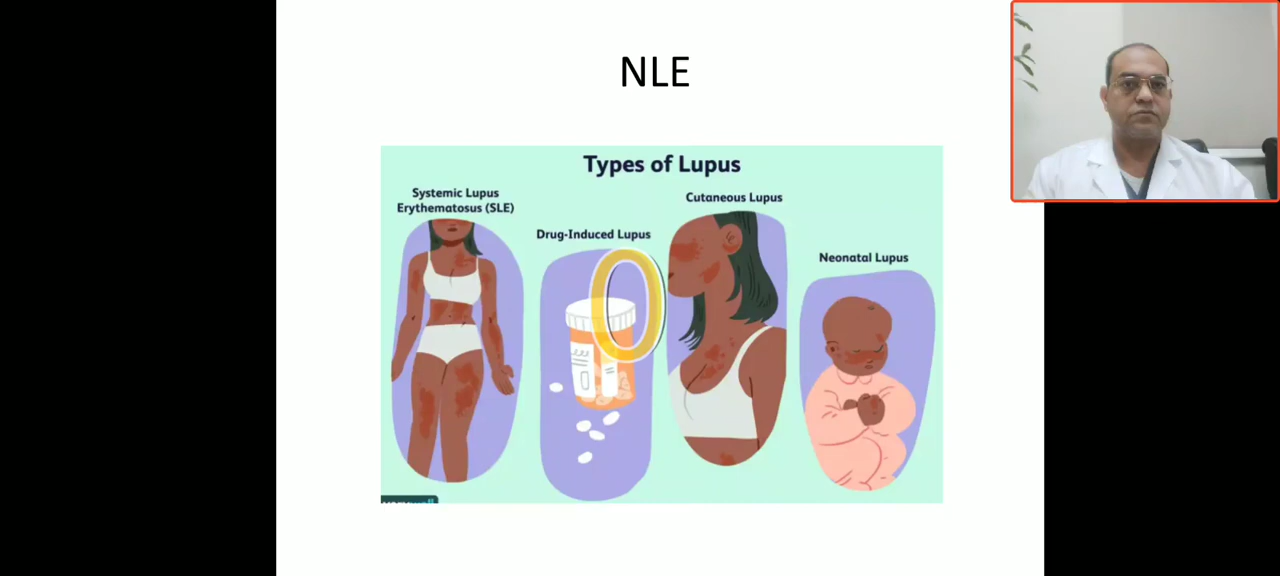 NLE
Types of Lupus
Systemic Lupus
Erythematosus (SLE)
Drug-Induced Lupus
Cutaneous Lupus
Neonatal Lupus